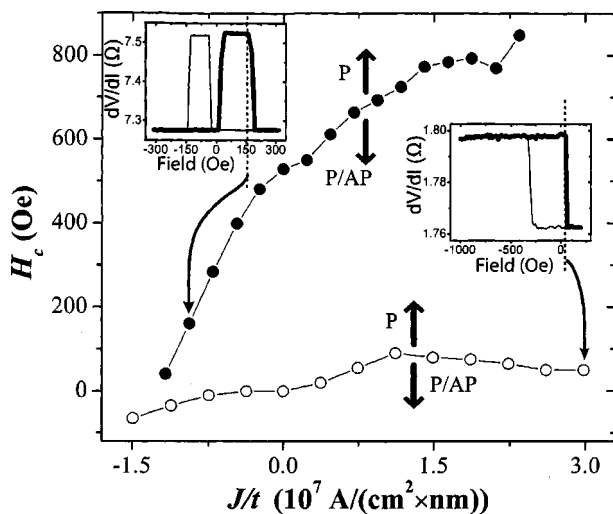 800
600
400
200
0
H_c (Oe)
-1.5
0.0
1.5
3.0
J/t (10^7 A/(cm^2×nm))
7.5
7.4
7.3
dV/dI (Ω)
-300
-150
0
150
300
Field (Oe)
P
P/AP
1.80
1.78
1.76
dV/dI (Ω)
-1000
-500
0
Field (Oe)
P
P/AP